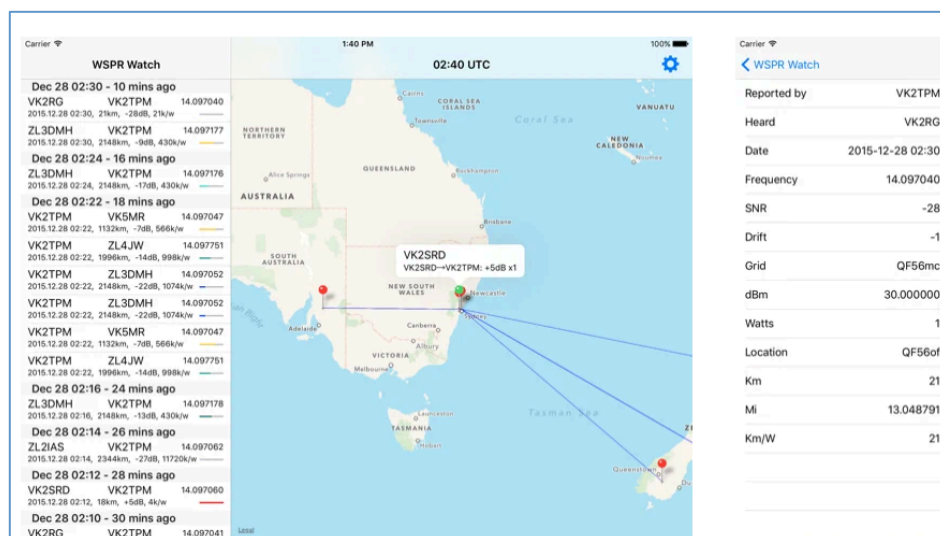 Carrier
1:40 PM
100%
WSPR Watch
02:40 UTC
Dec 28 02:30 - 10 mins ago
VK2RG VK2TPM 14.097040
2015.12.28 02:30, 21km, -28dB, 21k/w
ZL3DMH VK2TPM 14.097177
2015.12.28 02:30, 2148km, -9dB, 430k/w
Dec 28 02:24 - 16 mins ago
ZL3DMH VK2TPM 14.097176
2015.12.28 02:24, 2148km, -17dB, 430k/w
Dec 28 02:22 - 18 mins ago
VK2TPM VK5MR 14.097047
2015.12.28 02:22, 1132km, -7dB, 566k/w
VK2TPM ZL4JW 14.097751
2015.12.28 02:22, 1996km, -14dB, 998k/w
VK2TPM ZL3DMH 14.097052
2015.12.28 02:22, 2148km, -22dB, 1074k/w
VK2TPM ZL3DMH 14.097052
2015.12.28 02:22, 2148km, -22dB, 1074k/w
VK2TPM VK5MR 14.097047
2015.12.28 02:22, 1132km, -7dB, 566k/w
VK2TPM ZL4JW 14.097751
2015.12.28 02:22, 1996km, -14dB, 998k/w
Dec 28 02:16 - 24 mins ago
ZL3DMH VK2TPM 14.097178
2015.12.28 02:16, 2148km, -13dB, 430k/w
Dec 28 02:14 - 26 mins ago
ZL2IAS VK2TPM 14.097062
2015.12.28 02:14, 2344km, -27dB, 11720k/w
Dec 28 02:12 - 28 mins ago
VK2SRD VK2TPM 14.097060
2015.12.28 02:12, 18km, +5dB, 4k/w
Dec 28 02:10 - 30 mins ago
VK2RG VK2TPM 14.097041
Cairns
CORAL SEA
ISLANDS
Coral Sea
VANUATU
Townsville
NORTHERN
TERRITORY
NEW
CALEDONIA
Noumea
QUEENSLAND
Alice Springs
Rockhampton
AUSTRALIA
Brisbane
SOUTH
AUSTRALIA
VK2SRD
VK2SRD→VK2TPM: +5dB x1
NEW SOUTH
WALES
Newcastle
Sydney
Adelaide
Canberra
Albury
VICTORIA
Melbourne
Launceston
TASMANIA
Hobart
Tasman Sea
Queenstown
Legal
Carrier
WSPR Watch
Reported by VK2TPM
Heard VK2RG
Date 2015-12-28 02:30
Frequency 14.097040
SNR -28
Drift -1
Grid QF56mc
dBm 30.000000
Watts 1
Location QF56of
Km 21
Mi 13.048791
Km/W 21